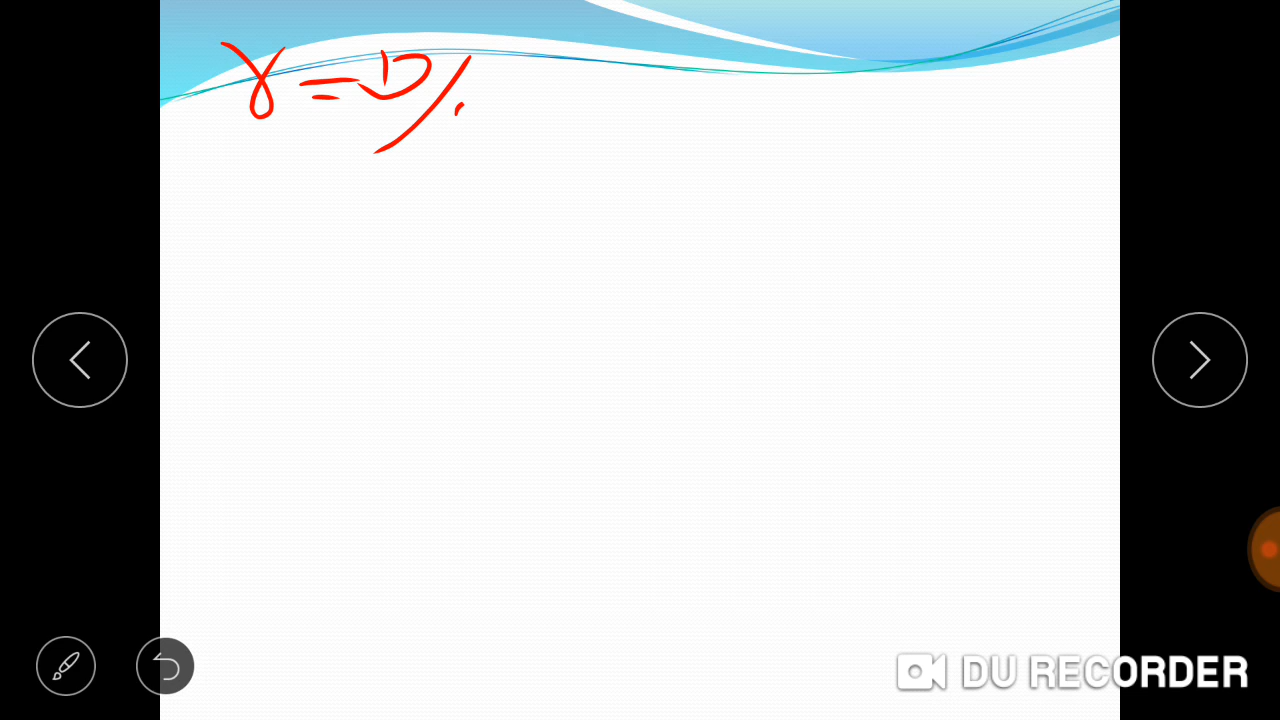 γ = D/
DU RECORDER